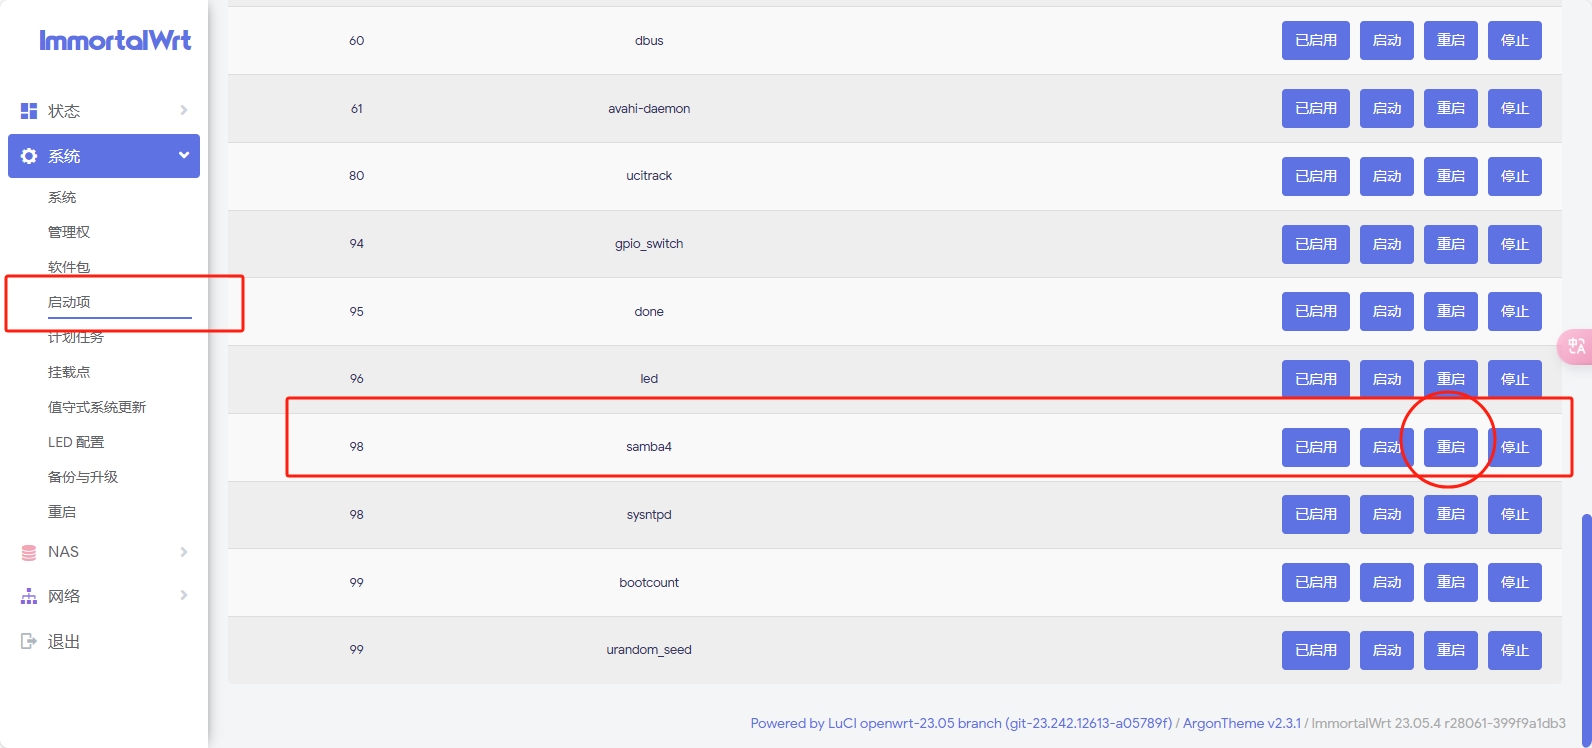 ImmortalWrt
状态
系统
系统
管理权
软件包
启动项
计划任务
挂载点
值守式系统更新
LED 配置
备份与升级
重启
NAS
网络
退出
60 dbus 已启用 启动 重启 停止
61 avahi-daemon 已启用 启动 重启 停止
80 ucitrack 已启用 启动 重启 停止
94 gpio_switch 已启用 启动 重启 停止
95 done 已启用 启动 重启 停止
96 led 已启用 启动 重启 停止
98 samba4 已启用 启动 重启 停止
98 sysntpd 已启用 启动 重启 停止
99 bootcount 已启用 启动 重启 停止
99 urandom_seed 已启用 启动 重启 停止
Powered by LuCI openwrt-23.05 branch (git-23.242.12613-a05789f) / ArgonTheme v2.3.1 / ImmortalWrt 23.05.4 r28061-399f9a1db3